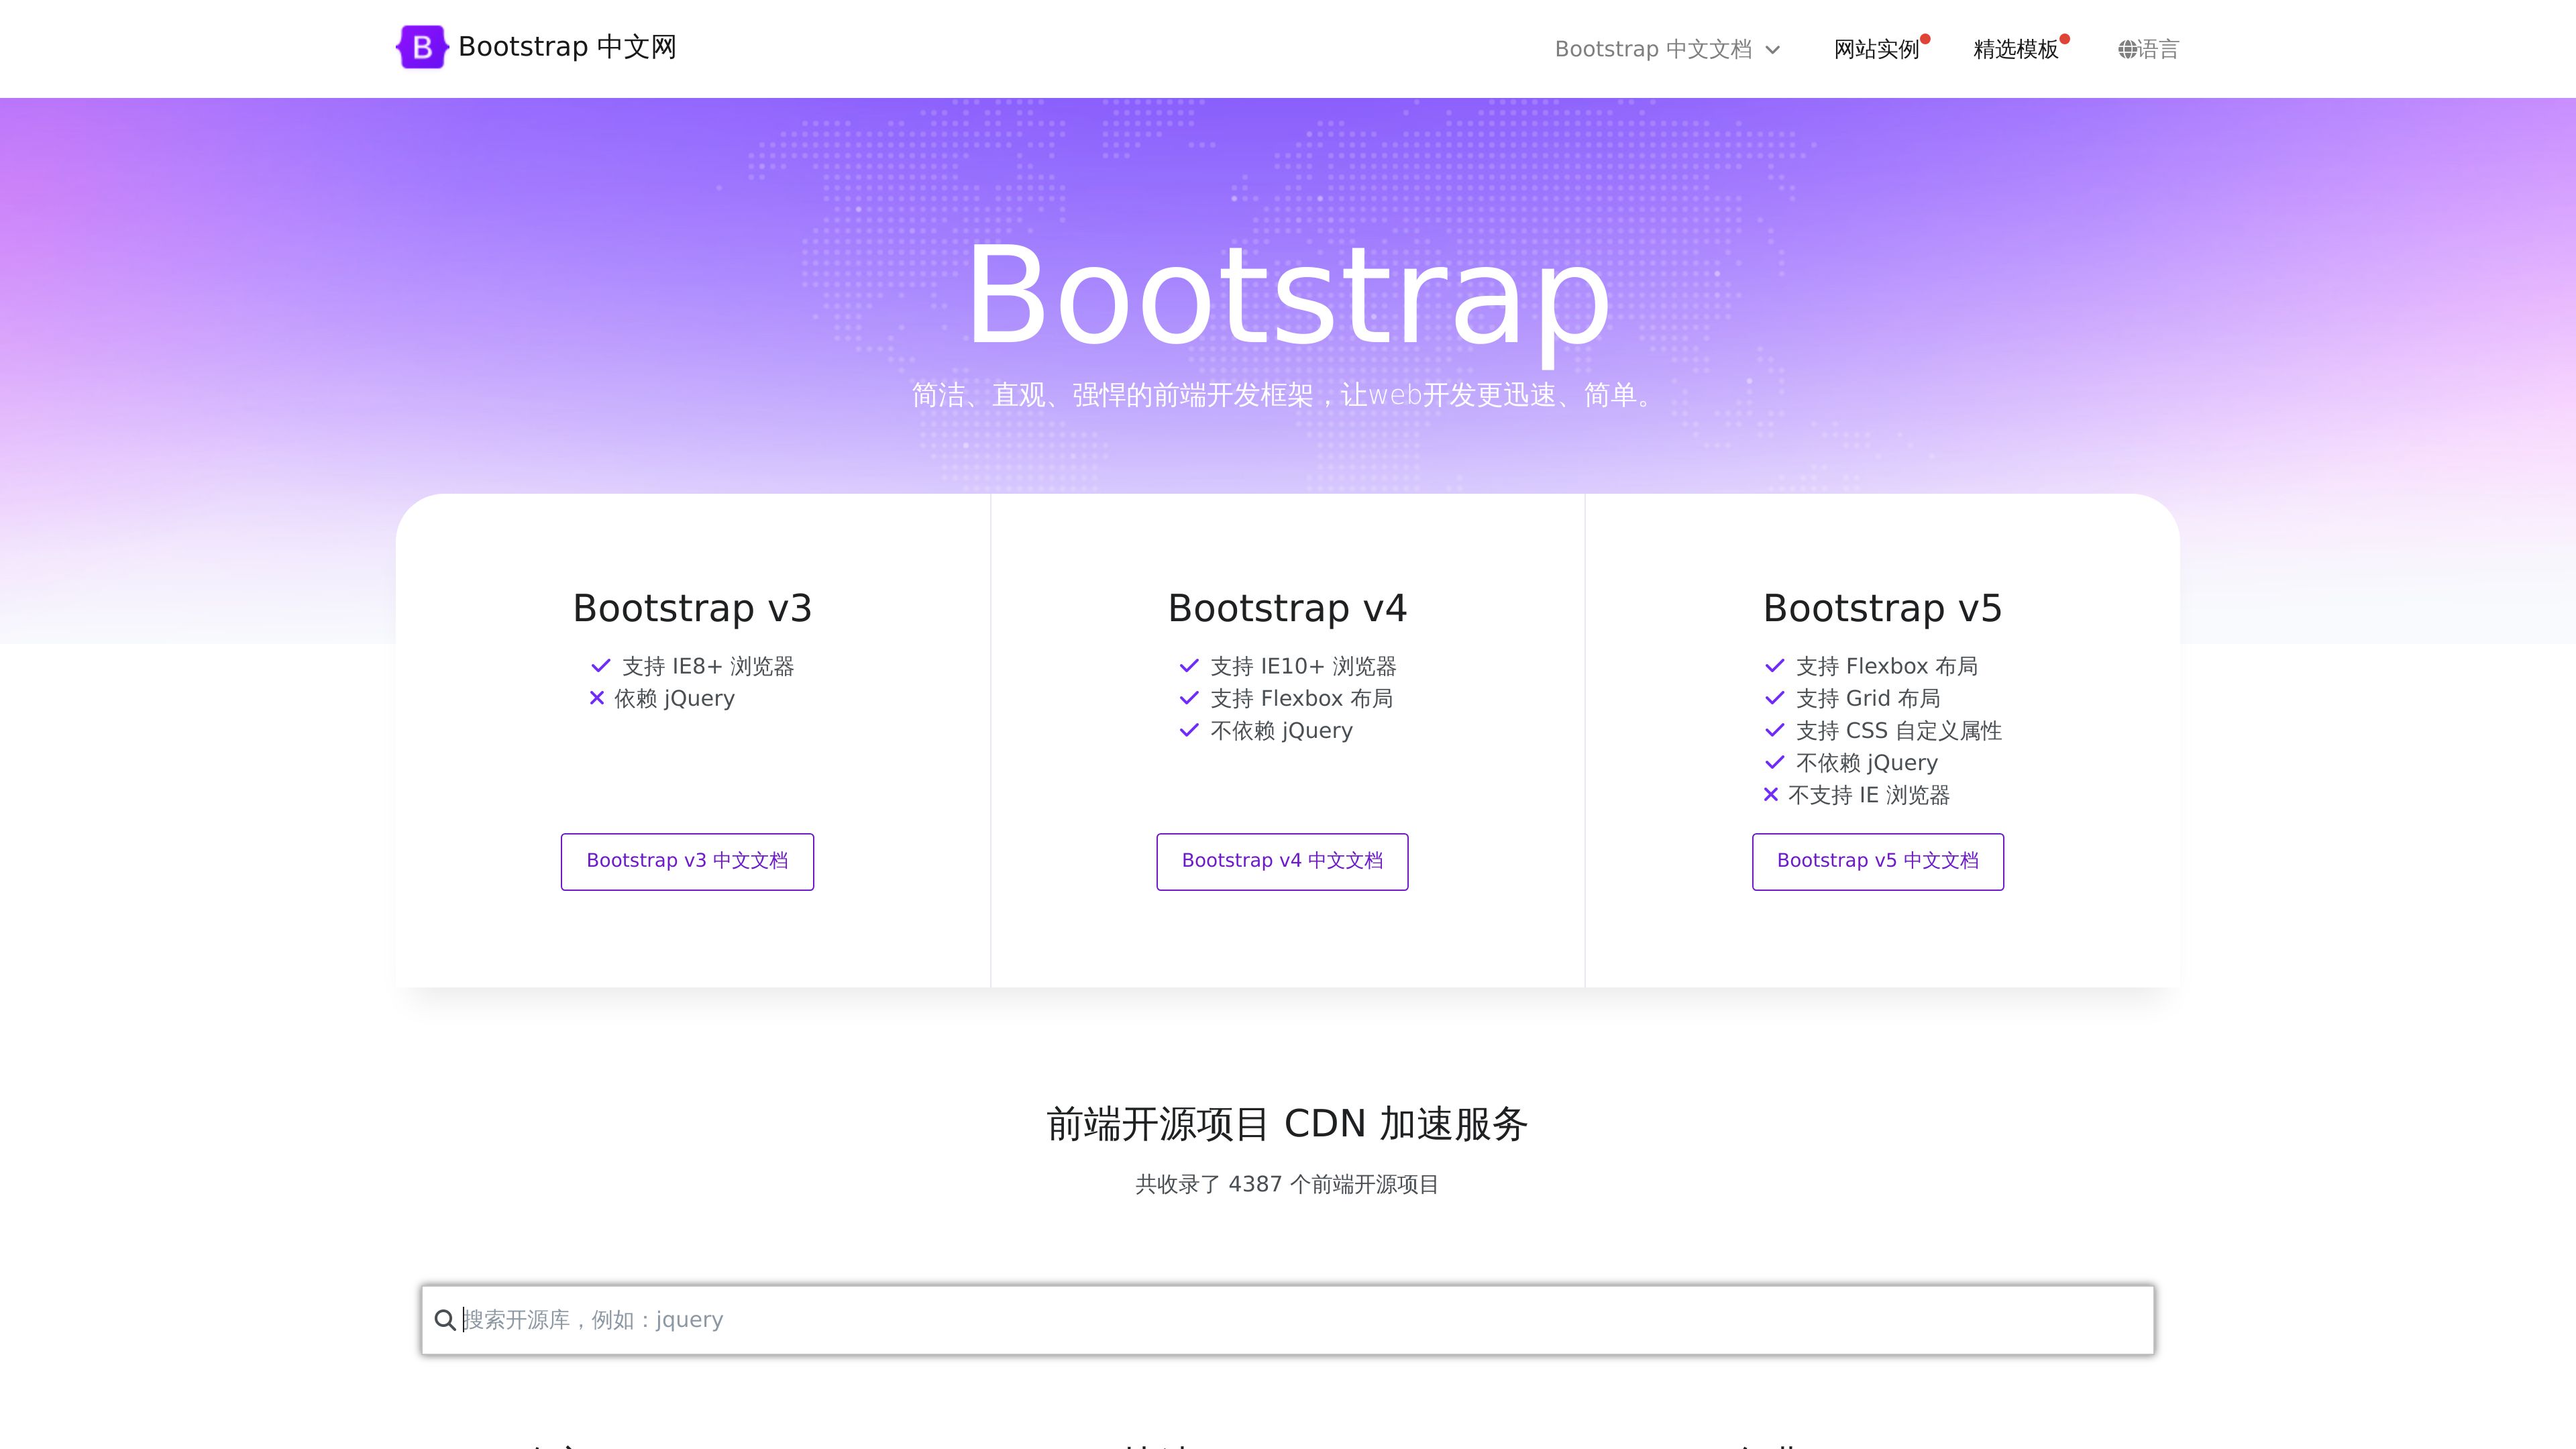 Bootstrap 中文网
Bootstrap 中文文档
网站实例
精选模板
语言
Bootstrap
简洁、直观、强悍的前端开发框架，让web开发更迅速、简单。
Bootstrap v3
支持 IE8+ 浏览器
依赖 jQuery
Bootstrap v3 中文文档
Bootstrap v4
支持 IE10+ 浏览器
支持 Flexbox 布局
不依赖 jQuery
Bootstrap v4 中文文档
Bootstrap v5
支持 Flexbox 布局
支持 Grid 布局
支持 CSS 自定义属性
不依赖 jQuery
不支持 IE 浏览器
Bootstrap v5 中文文档
前端开源项目 CDN 加速服务
共收录了 4387 个前端开源项目
搜索开源库，例如：jquery